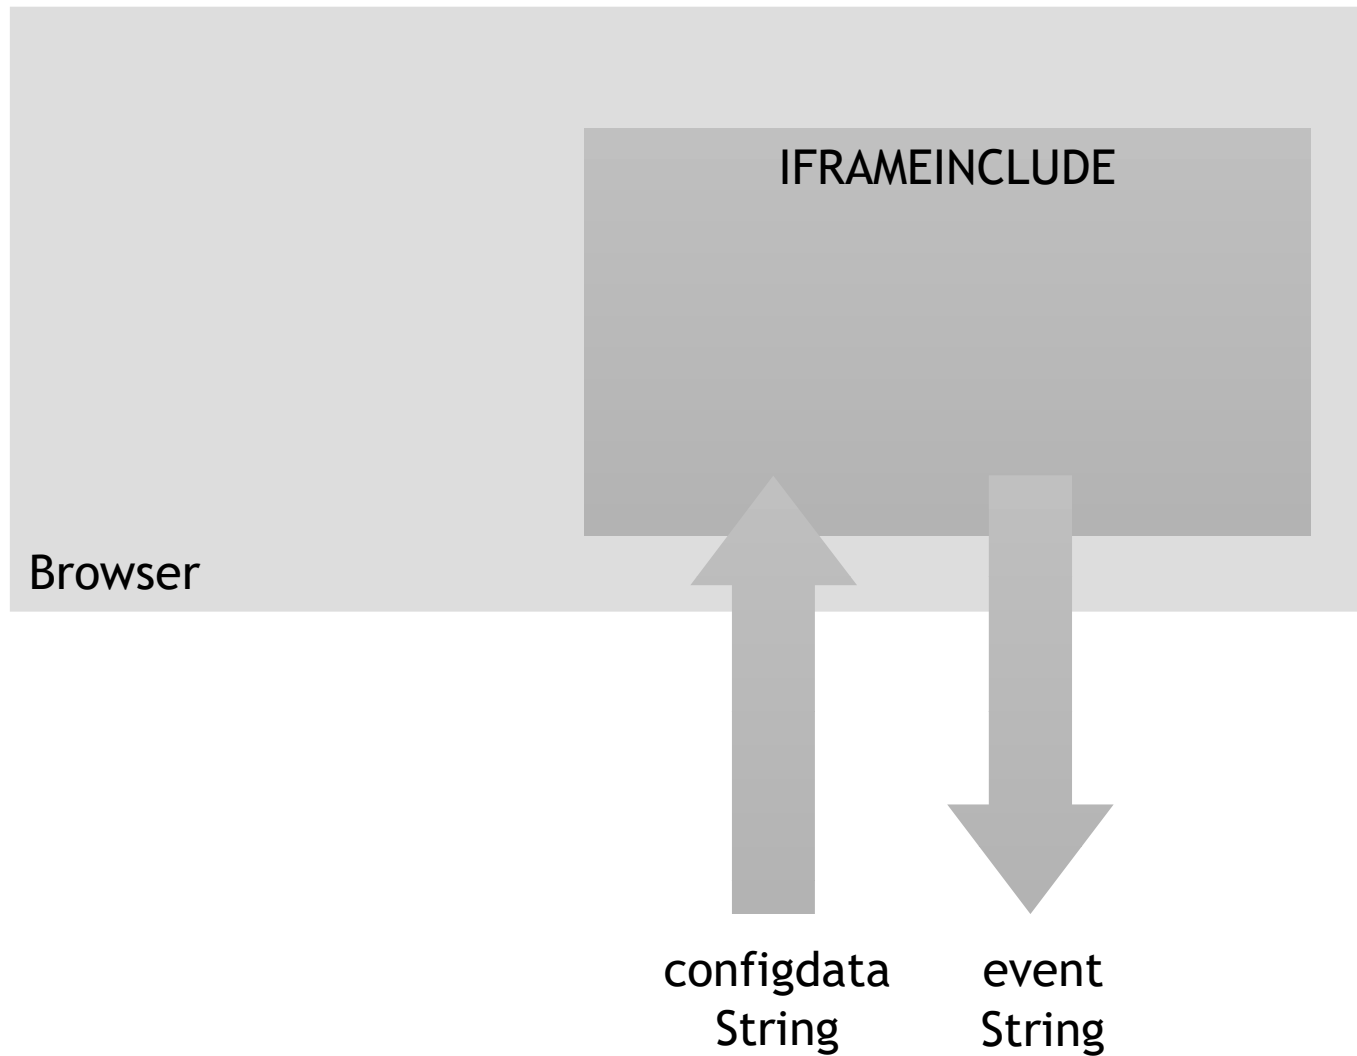 IFRAMEINCLUDE
Browser
configdata
String
event
String